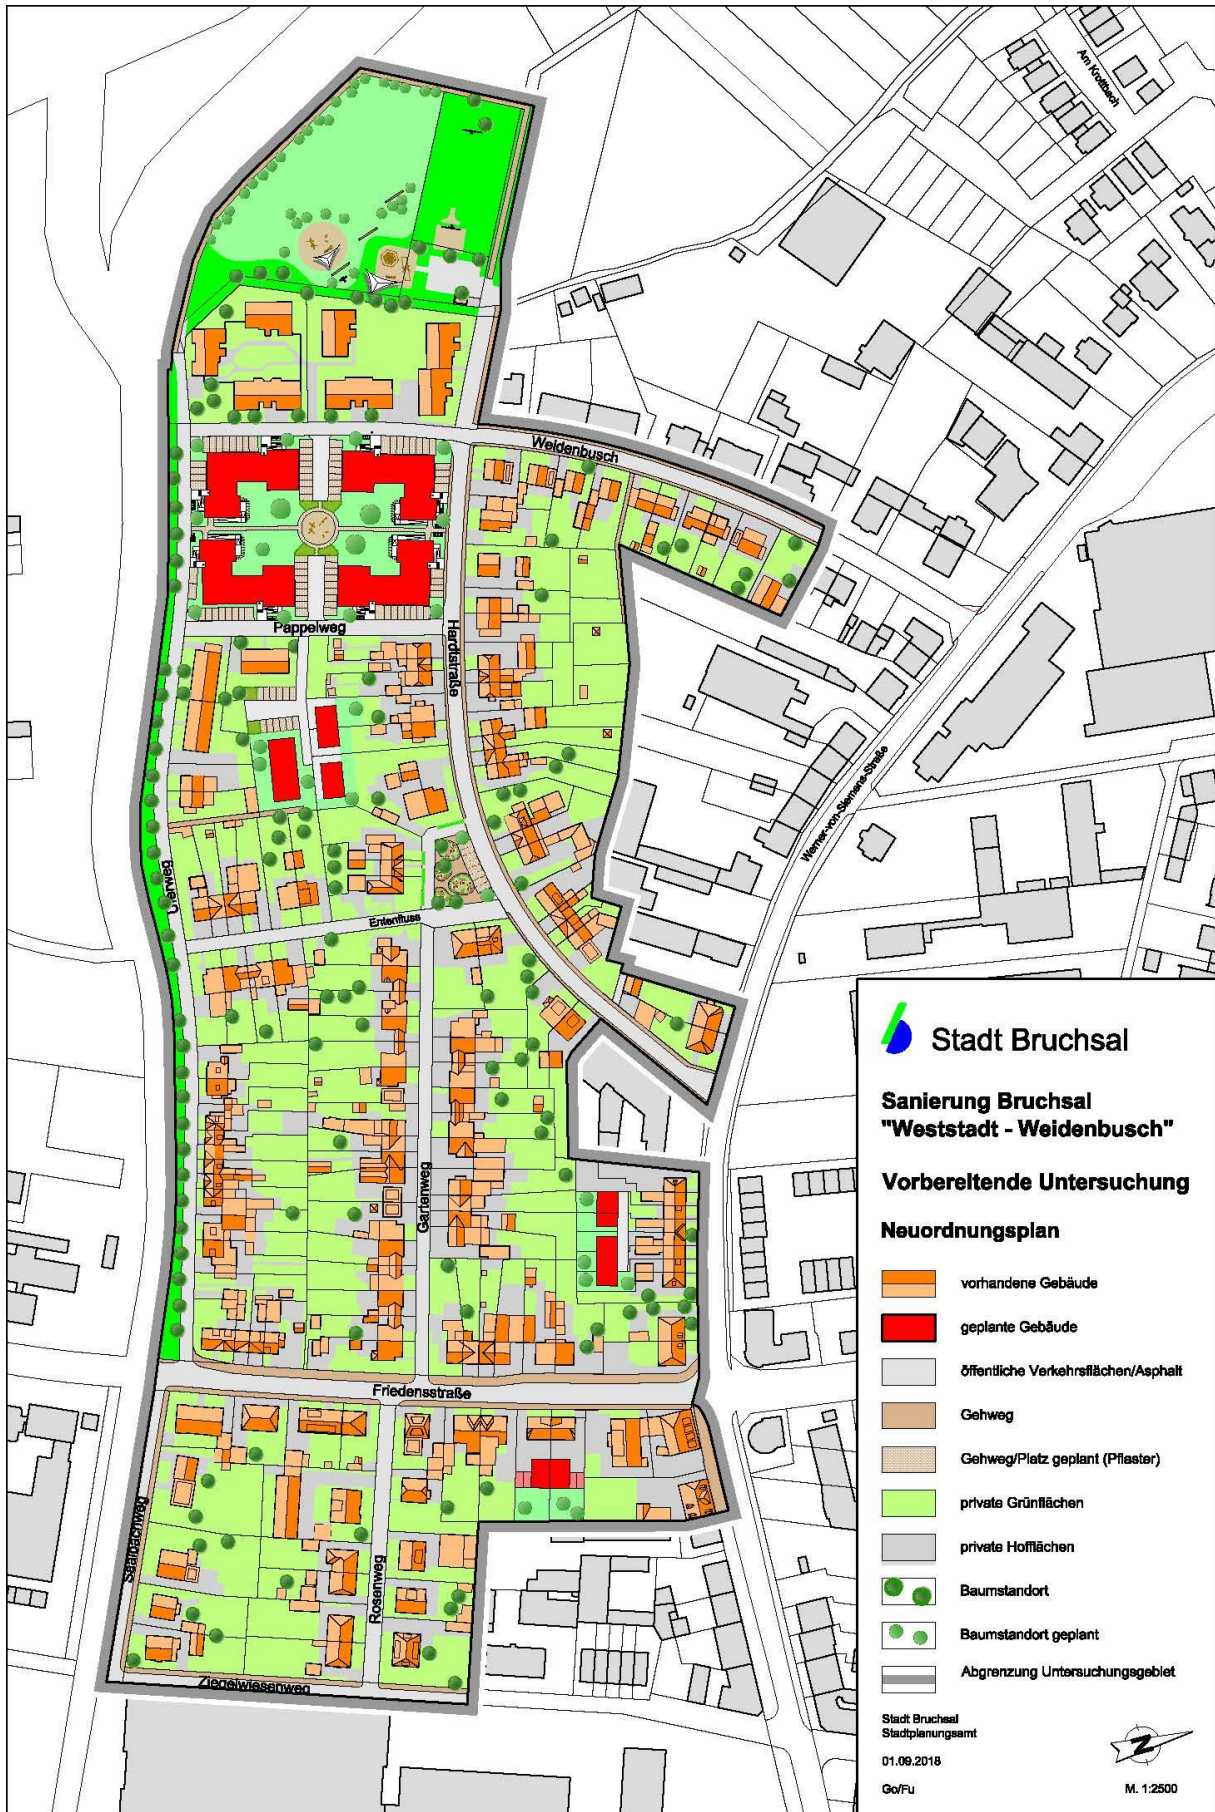 Am Krottbach
Weidenbusch
Pappelweg
Hardtstraße
Werner-von-Siemens-Straße
Uferweg
Entenfluss
Gartenweg
Friedensstraße
Saalbachweg
Rosenweg
Ziegelwiesenweg
Stadt Bruchsal
Sanierung Bruchsal
"Weststadt - Weidenbusch"
Vorbereitende Untersuchung
Neuordnungsplan
vorhandene Gebäude
geplante Gebäude
öffentliche Verkehrsflächen/Asphalt
Gehweg
Gehweg/Platz geplant (Pflaster)
private Grünflächen
private Hofflächen
Baumstandort
Baumstandort geplant
Abgrenzung Untersuchungsgebiet
Stadt Bruchsal
Stadtplanungsamt
01.09.2018
Go/Fu
N
M. 1:2500